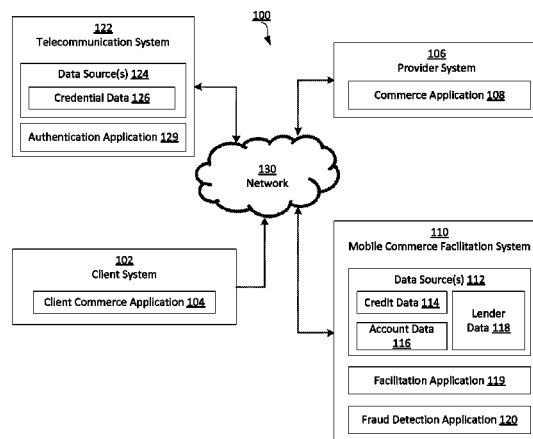 100
122
Telecommunication System
Data Source(s) 124
Credential Data 126
Authentication Application 129
106
Provider System
Commerce Application 108
130
Network
102
Client System
Client Commerce Application 104
110
Mobile Commerce Facilitation System
Data Source(s) 112
Credit Data 114
Account Data
116
Lender
Data 118
Facilitation Application 119
Fraud Detection Application 120